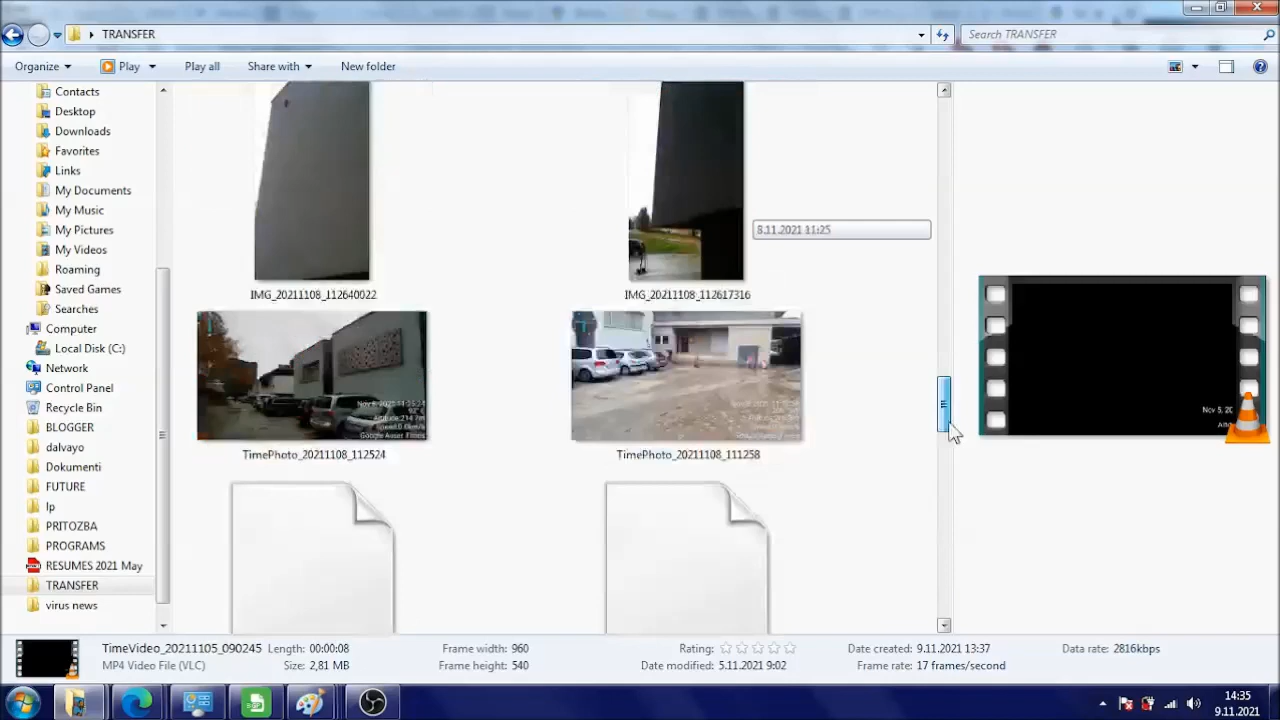 TRANSFER
Search TRANSFER
Organize
Play
Play all
Share with
New folder
Contacts
Desktop
Downloads
Favorites
Links
My Documents
My Music
My Pictures
My Videos
Roaming
Saved Games
Searches
Computer
Local Disk (C:)
Network
Control Panel
Recycle Bin
BLOGGER
dalvayo
Dokumenti
FUTURE
lp
PRITOZBA
PROGRAMS
RESUMES 2021 May
TRANSFER
virus news
IMG_20211108_112640022
IMG_20211108_112617316
8.11.2021 11:25
TimePhoto_20211108_112524
TimePhoto_20211108_111258
Nov 5, 20
TimeVideo_20211105_090245
MP4 Video File (VLC)
Length: 00:00:08
Size: 2,81 MB
Frame width: 960
Frame height: 540
Rating:
Date modified: 5.11.2021 9:02
Date created: 9.11.2021 13:37
Frame rate: 17 frames/second
Data rate: 2816kbps
14:35
9.11.2021